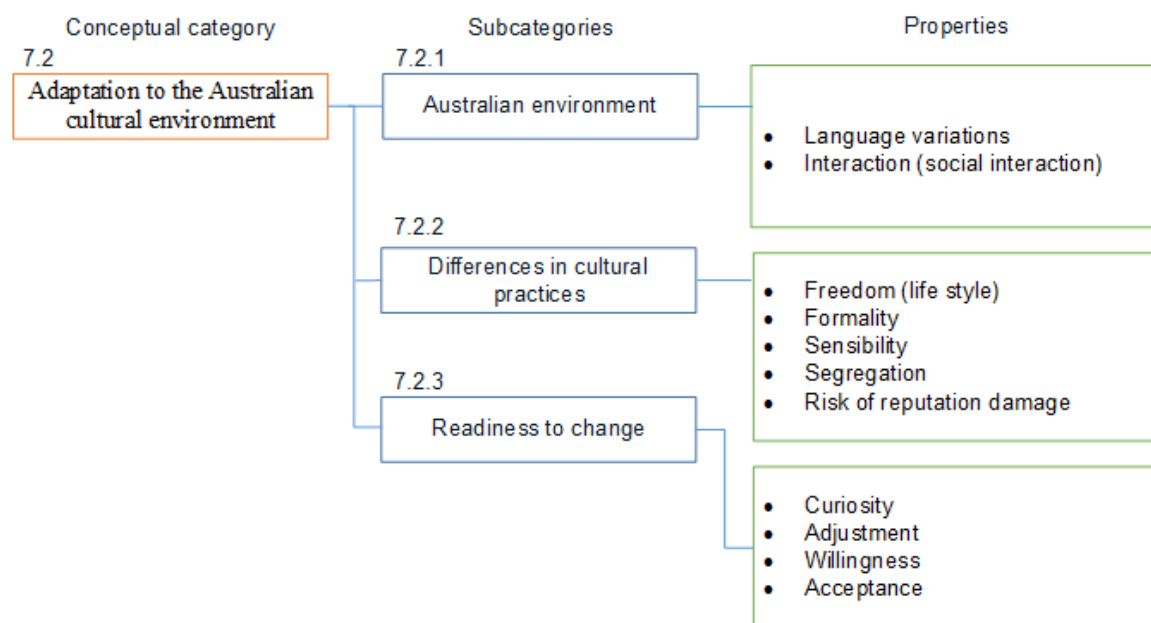 Conceptual category
Subcategories
Properties
7.2
Adaptation to the Australian
cultural environment
7.2.1
Australian environment
• Language variations
• Interaction (social interaction)
7.2.2
Differences in cultural
practices
• Freedom (life style)
• Formality
• Sensibility
• Segregation
• Risk of reputation damage
7.2.3
Readiness to change
• Curiosity
• Adjustment
• Willingness
• Acceptance